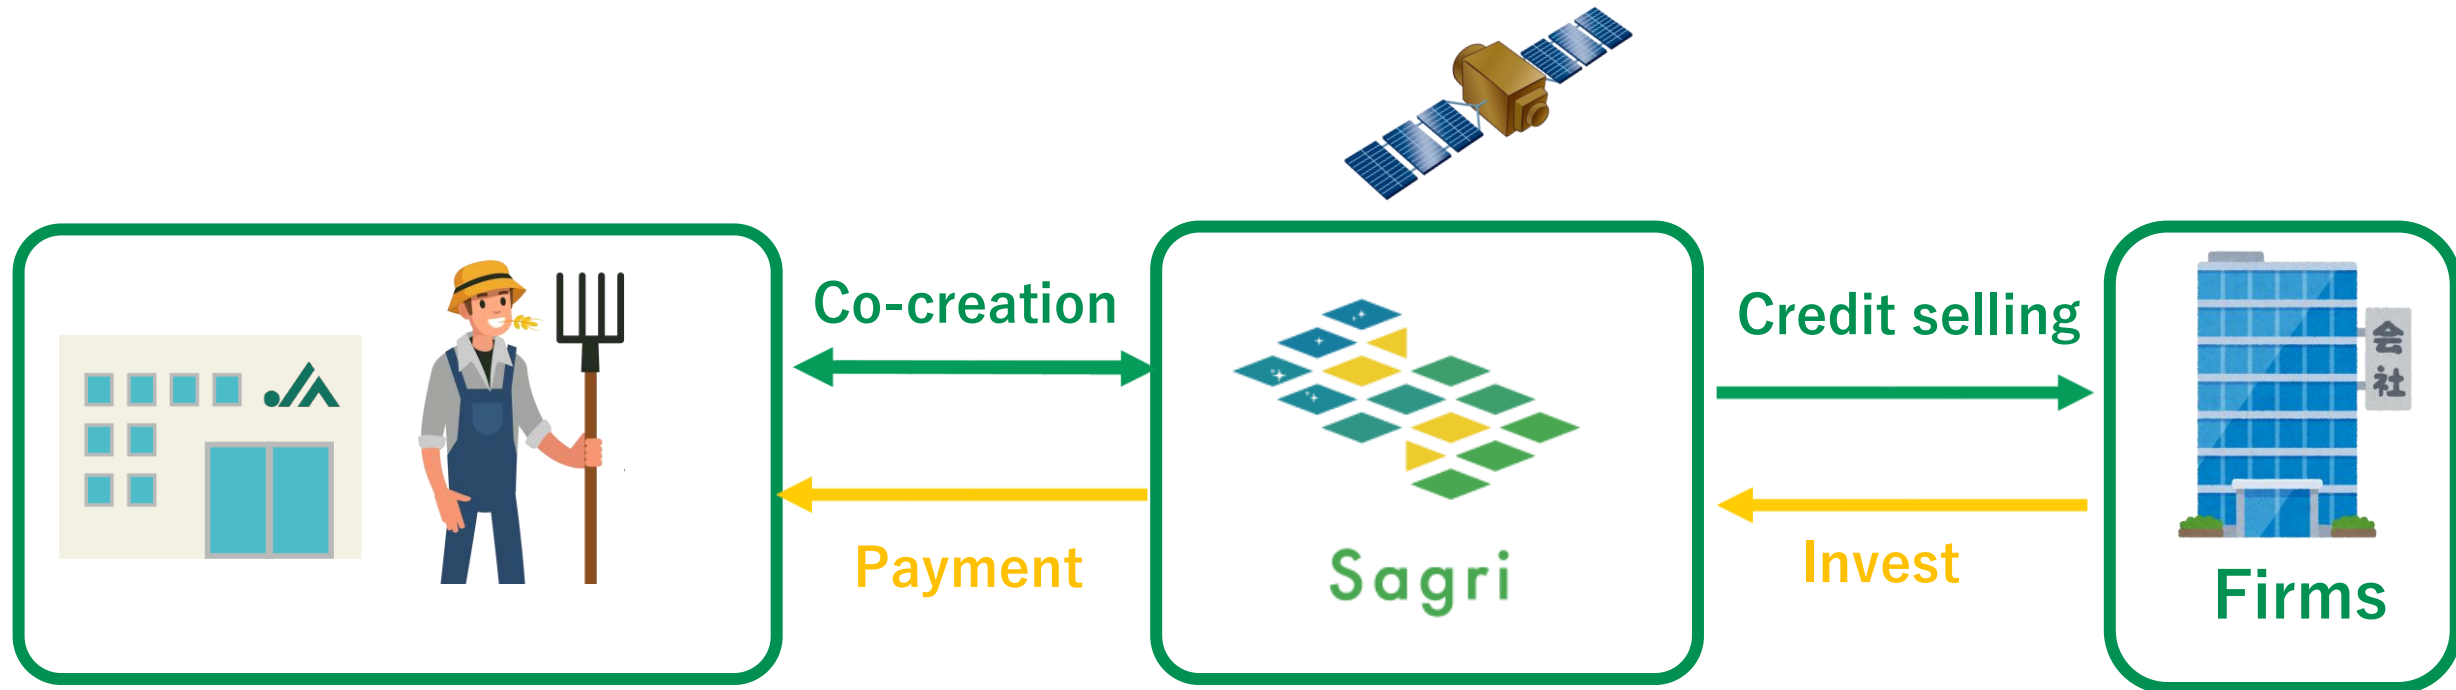 Co-creation
Payment
Sagri
Credit selling
Invest
会
社
Firms